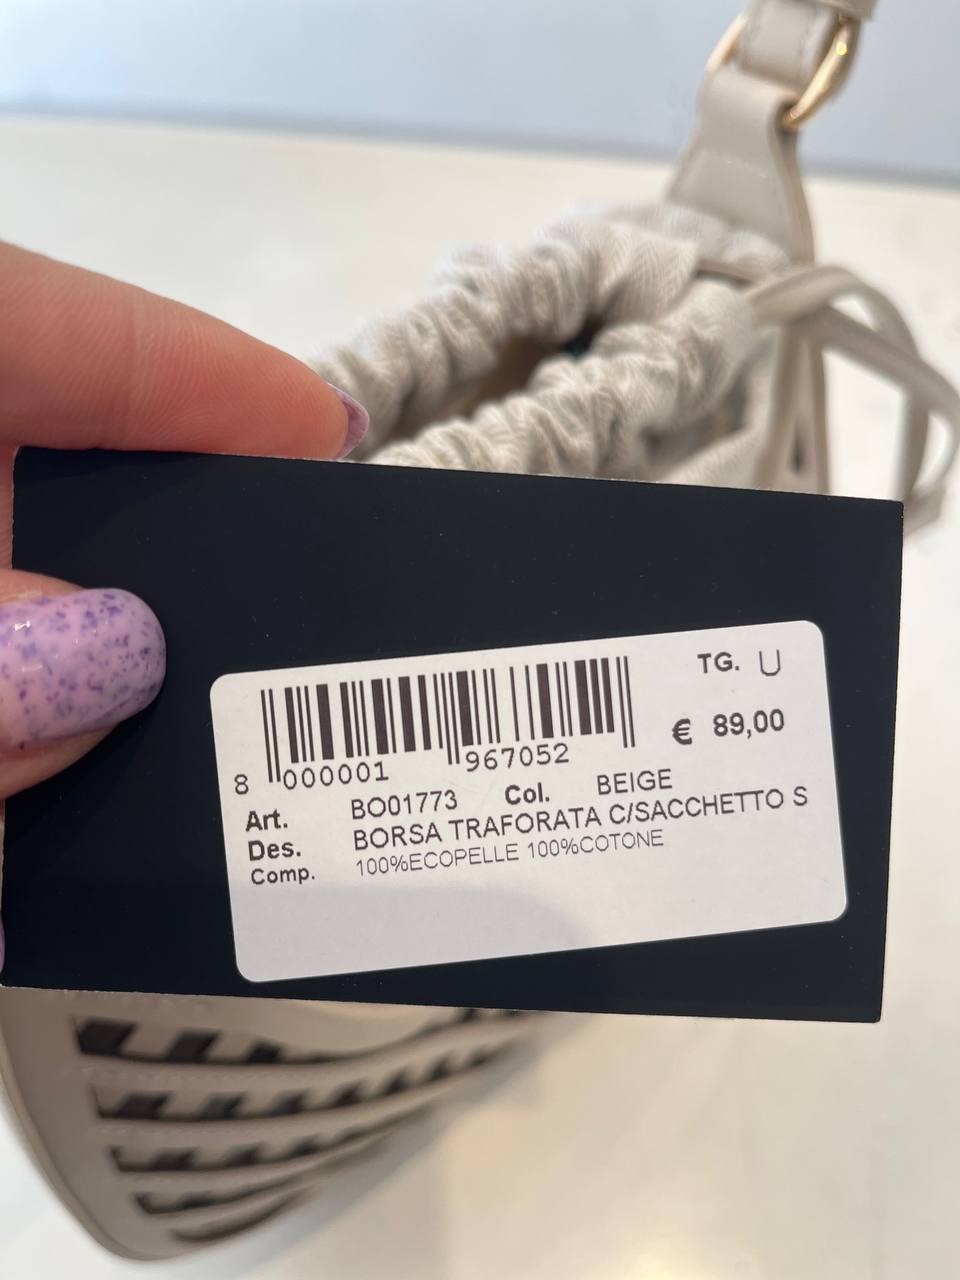 TG. U
€ 89,00
8 000001 967052
Art. BO01773 Col. BEIGE
Des. BORSA TRAFORATA C/SACCHETTO S
Comp. 100%ECOPELLE 100%COTONE